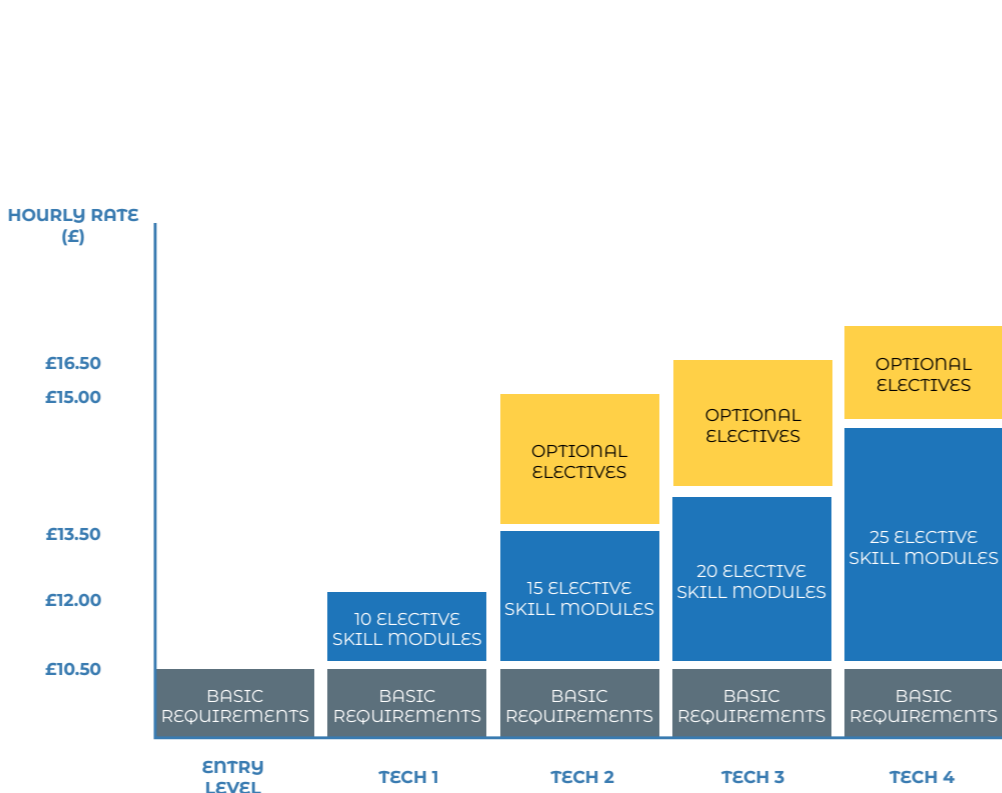 HOURLY RATE
(£)
£16.50
£15.00
£13.50
£12.00
£10.50
OPTIONAL
ELECTIVES
OPTIONAL
ELECTIVES
OPTIONAL
ELECTIVES
10 ELECTIVE
SKILL MODULES
15 ELECTIVE
SKILL MODULES
20 ELECTIVE
SKILL MODULES
25 ELECTIVE
SKILL MODULES
BASIC
REQUIREMENTS
BASIC
REQUIREMENTS
BASIC
REQUIREMENTS
BASIC
REQUIREMENTS
BASIC
REQUIREMENTS
ENTRY
LEVEL
TECH 1
TECH 2
TECH 3
TECH 4